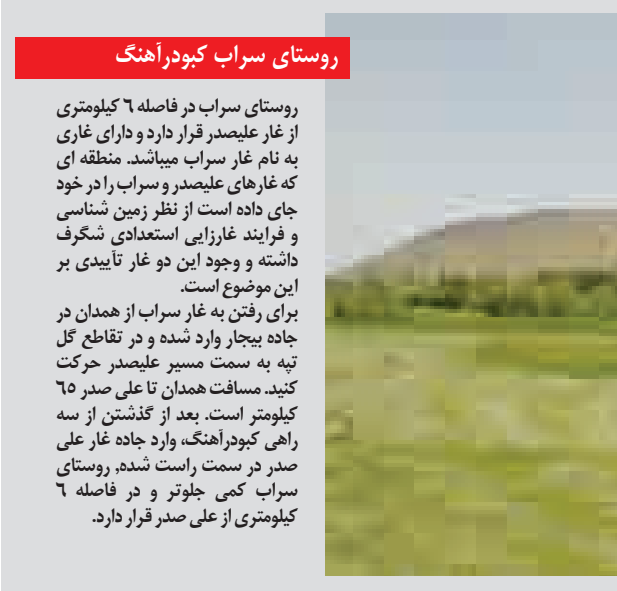 روستای سراب کبودرآهنگ
روستای سراب در فاصله ٦ کیلومتری
از غار علیصدر قرار دارد و دارای غاری
به نام غار سراب میباشد. منطقه ای
که غارهای علیصدر و سراب را در خود
جای داده است از نظر زمین شناسی
و فرایند غارزایی استعدادی شگرف
داشته و وجود این دو غار تآییدی بر
این موضوع است.
برای رفتن به غار سراب از همدان در
جاده بیجار وارد شده و در تقاطع گل
تپه به سمت مسیر علیصدر حرکت
کنید. مسافت همدان تا علی صدر ٦٥
کیلومتر است. بعد از گذشتن از سه
راهی کبودرآهنگ، وارد جاده غار علی
صدر در سمت راست شده, روستای
سراب کمی جلوتر و در فاصله ٦
کیلومتری از علی صدر قرار دارد.